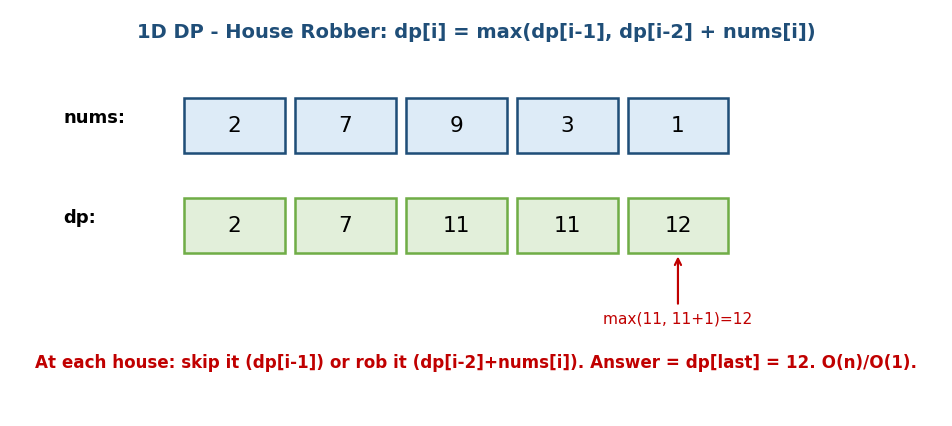 1D DP - House Robber: dp[i] = max(dp[i-1], dp[i-2] + nums[i])
nums: 2 7 9 3 1
dp: 2 7 11 11 12
max(11, 11+1)=12
At each house: skip it (dp[i-1]) or rob it (dp[i-2]+nums[i]). Answer = dp[last] = 12. O(n)/O(1).